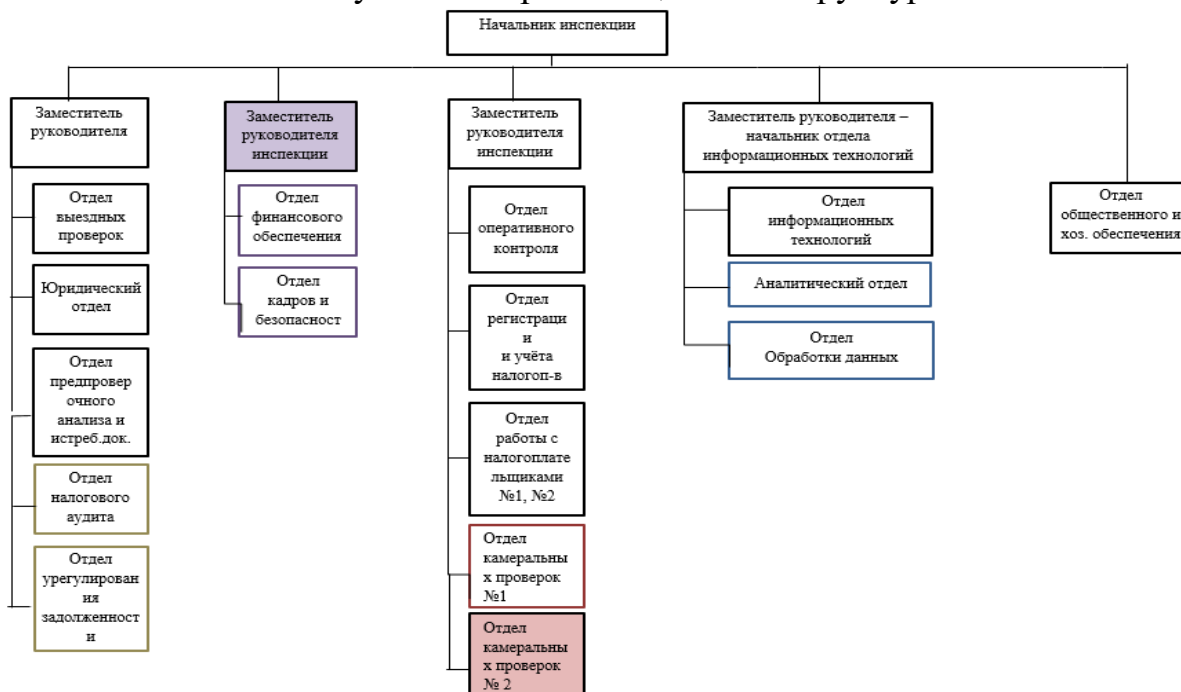 Начальник инспекции
Заместитель
руководителя
Заместитель
руководителя
инспекции
Заместитель
руководителя
инспекции
Заместитель руководителя –
начальник отдела
информационных технологий
Отдел
выездных
проверок
Юридический
отдел
Отдел
предпровер
очного
анализа и
истреб.док.
Отдел
налогового
аудита
Отдел
урегулирован
ия
задолженност
и
Отдел
финансового
обеспечения
Отдел
кадров и
безопасност
Отдел
оперативного
контроля
Отдел
регистраци
и
и учёта
налогоп-в
Отдел
работы с
налогоплате
льщиками
№1, №2
Отдел
камеральны
х проверок
№1
Отдел
камеральны
х проверок
№ 2
Отдел
информационных
технологий
Аналитический отдел
Отдел
Обработки данных
Отдел
общественного и
хоз. обеспечения